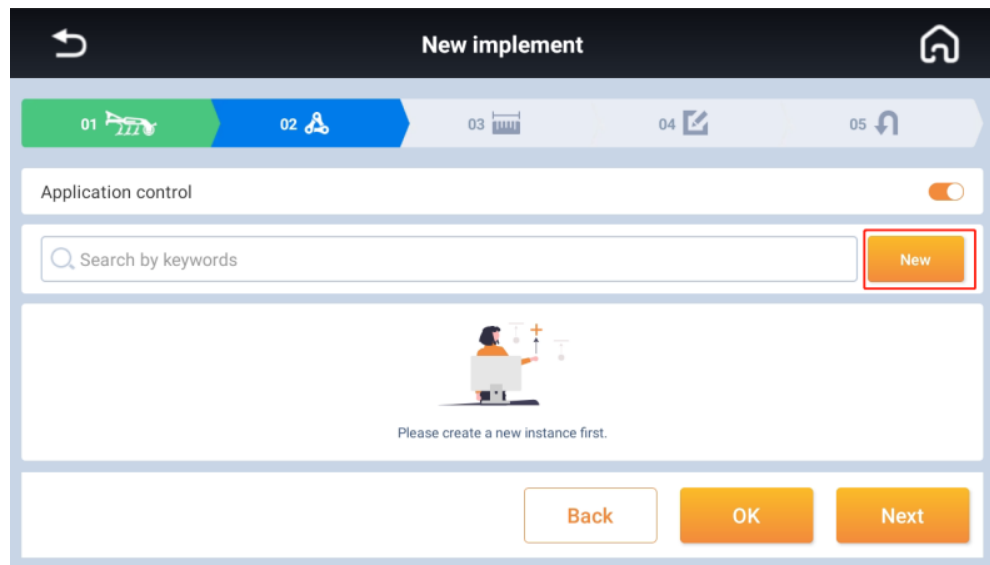 New implement
01
02
03
04
05
Application control
Search by keywords
New
Please create a new instance first.
Back
OK
Next